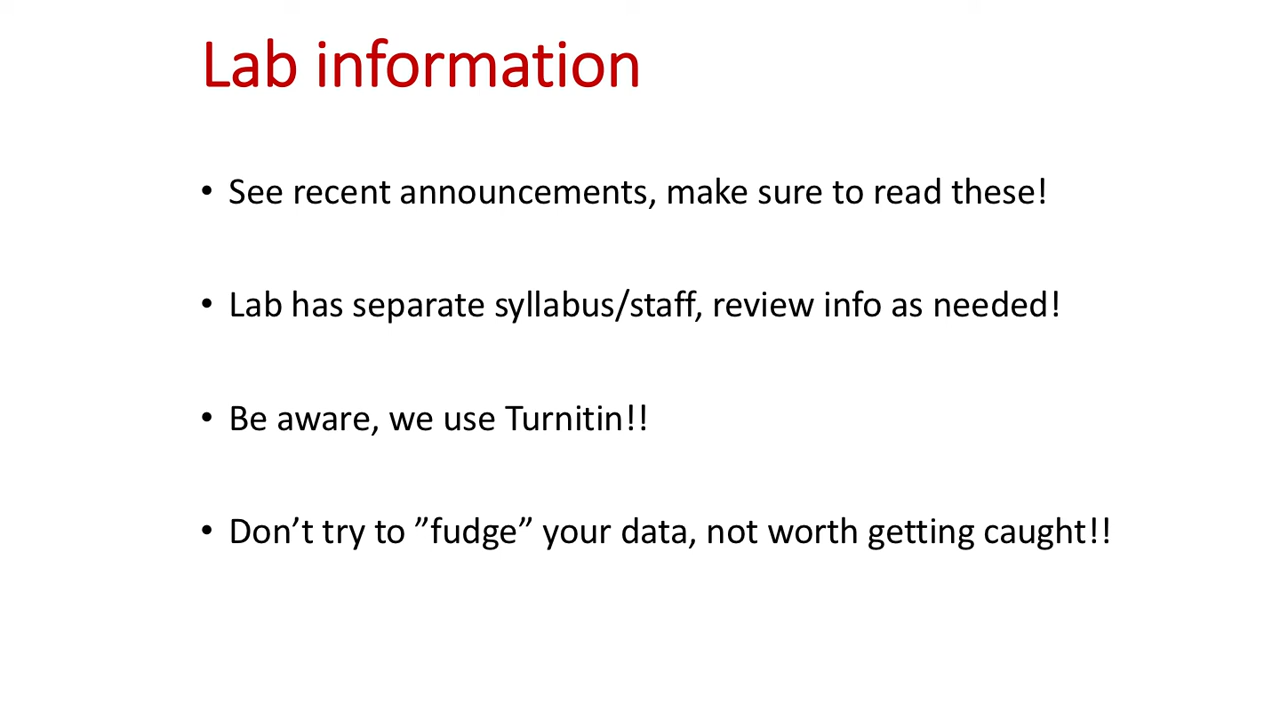 Lab information
• See recent announcements, make sure to read these!
• Lab has separate syllabus/staff, review info as needed!
• Be aware, we use Turnitin!!
• Don’t try to ”fudge” your data, not worth getting caught!!